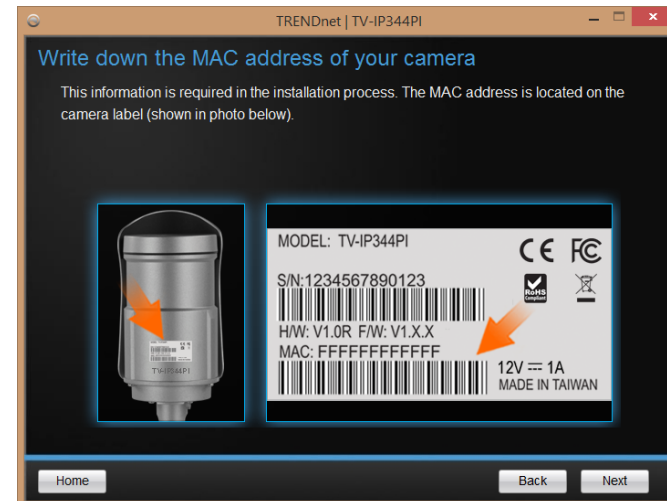 TRENDnet | TV-IP344PI
Write down the MAC address of your camera
This information is required in the installation process. The MAC address is located on the
camera label (shown in photo below).
TV-IP344PI
MODEL: TV-IP344PI
CE FC
S/N:1234567890123
RoHS
Compliant
H/W: V1.0R F/W: V1.X.X
MAC: FFFFFFFFFFFF
12V 1A
MADE IN TAIWAN
Home
Back
Next